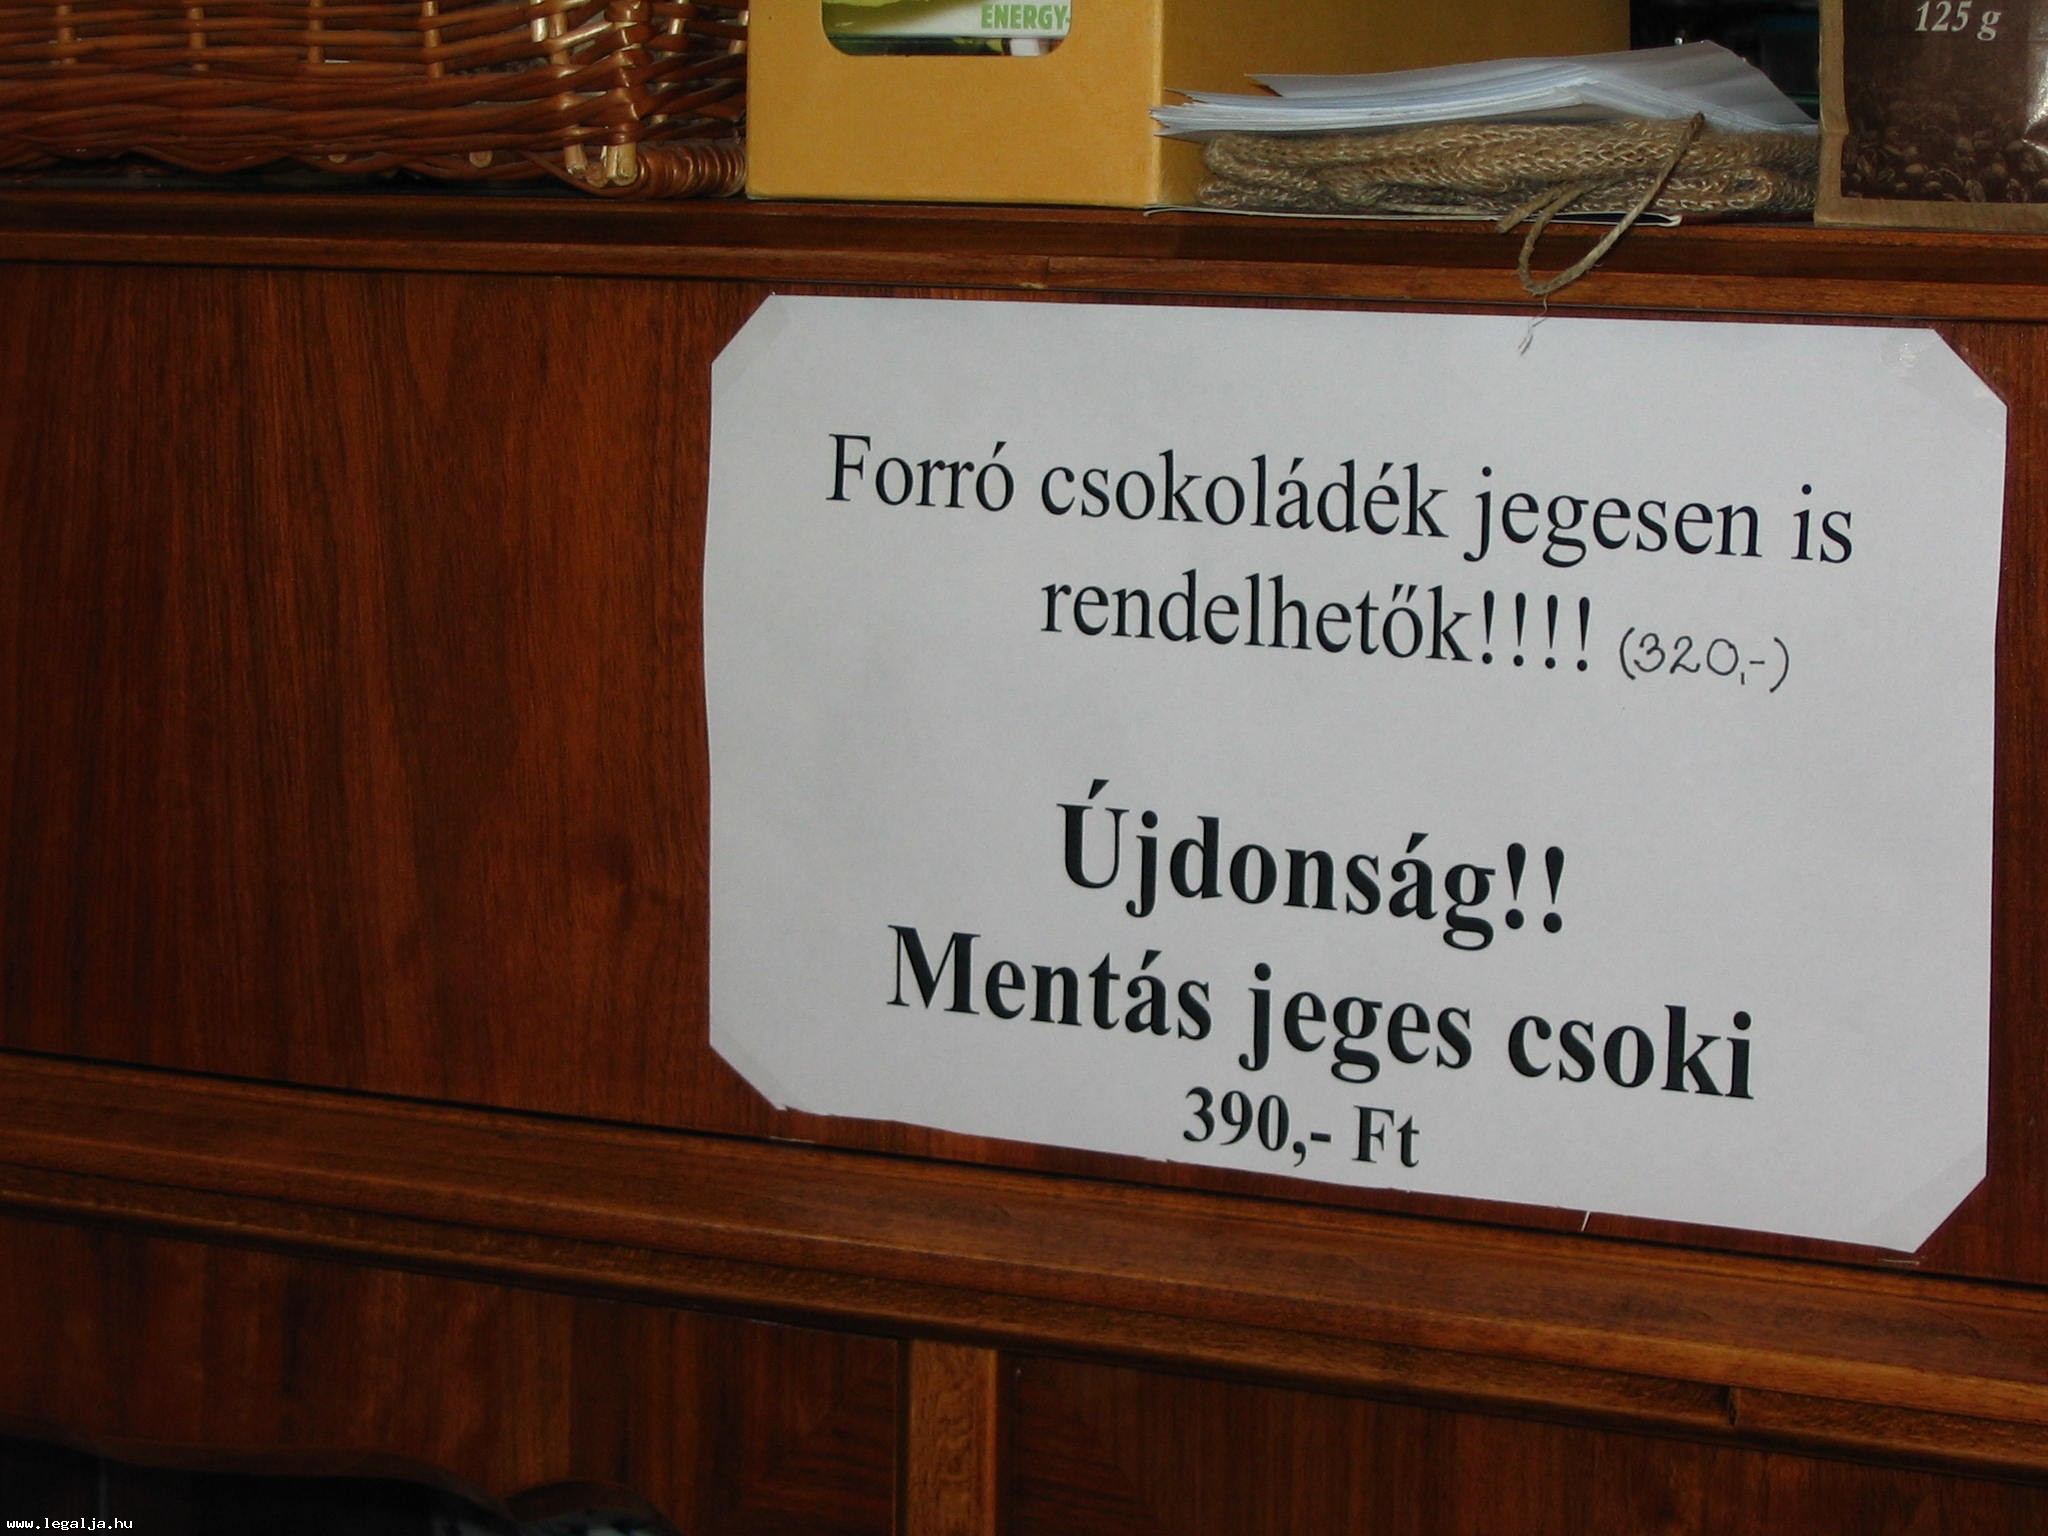 ENERGY-
125 g
Forró csokoládék jegesen is
rendelhetők!!!! (320,-)
Újdonság!!
Mentás jeges csoki
390,- Ft
www.legalja.hu